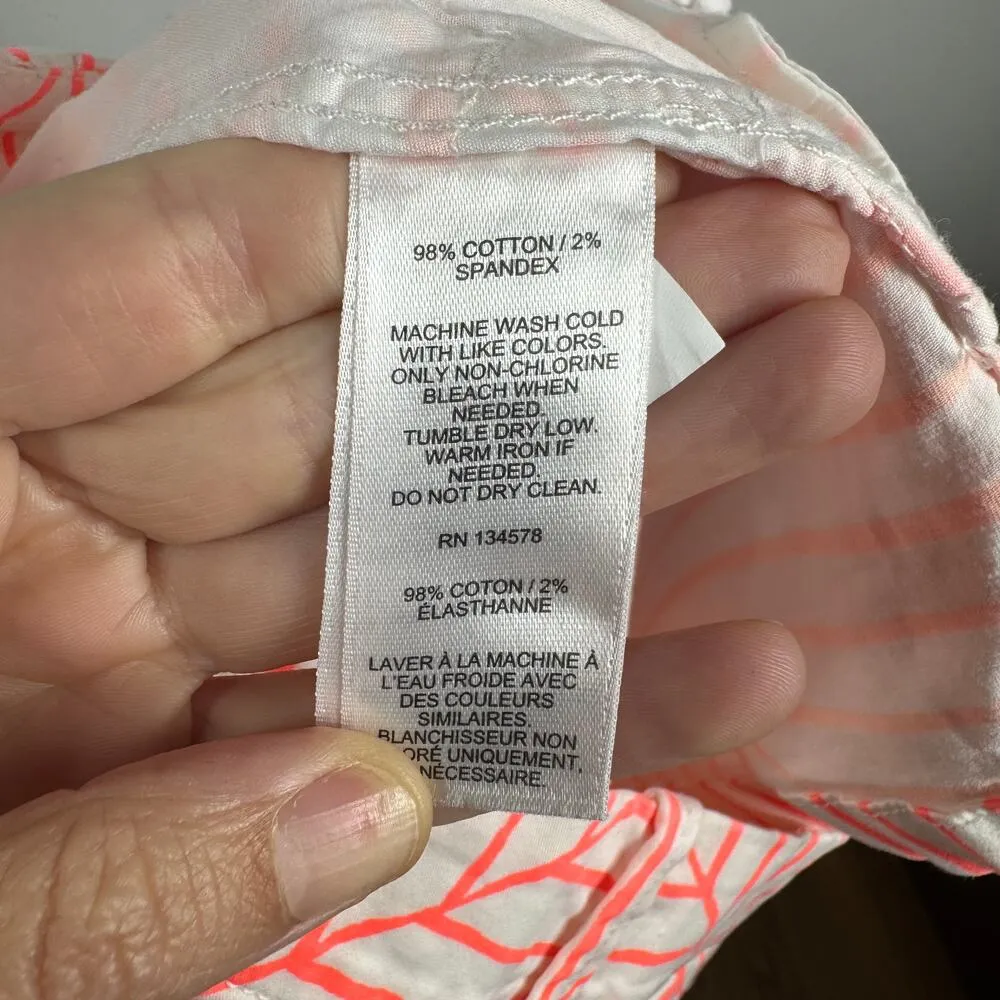 98% COTTON / 2%
SPANDEX
MACHINE WASH COLD
WITH LIKE COLORS.
ONLY NON-CHLORINE
BLEACH WHEN
NEEDED.
TUMBLE DRY LOW.
WARM IRON IF
NEEDED.
DO NOT DRY CLEAN.
RN 134578
98% COTON / 2%
ÉLASTHANNE
LAVER À LA MACHINE À
L'EAU FROIDE AVEC
DES COULEURS
SIMILAIRES.
BLANCHISSEUR NON
UNIQUEMENT,
NÉCESSAIRE.